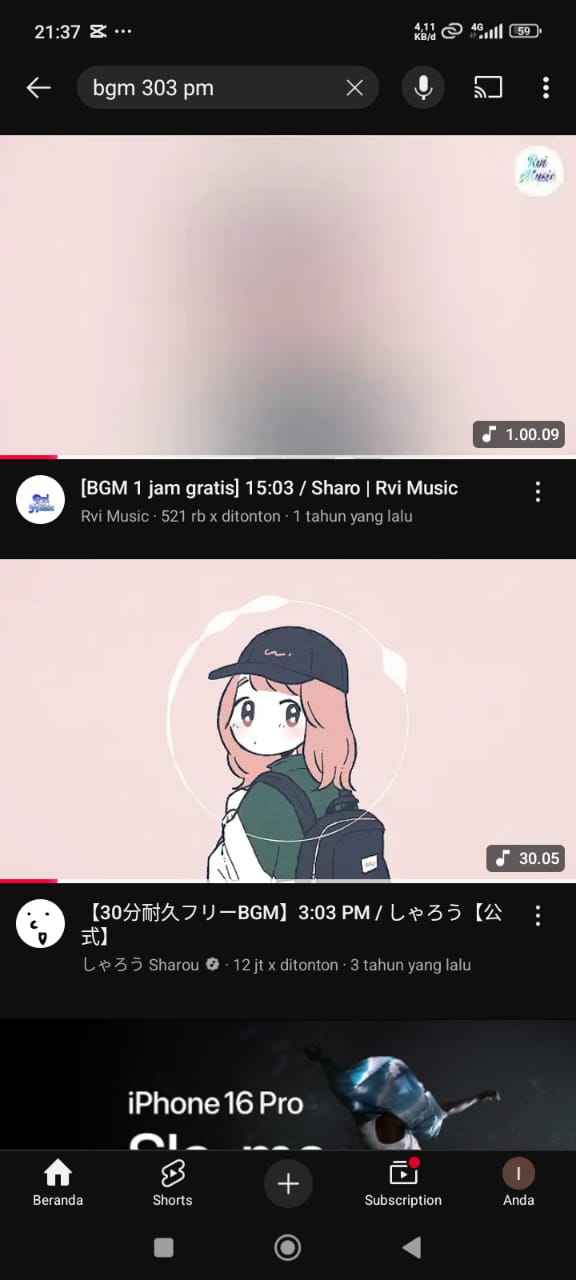 21:37
4,11
KB/d
4G
59
bgm 303 pm
Rvi
Music
1.00.09
Rvi
Music
[BGM 1 jam gratis] 15:03 / Sharo | Rvi Music
Rvi Music · 521 rb x ditonton · 1 tahun yang lalu
30.05
【30分耐久フリーBGM】3:03 PM / しゃろう【公
式】
しゃろう Sharou · 12 jt x ditonton · 3 tahun yang lalu
iPhone 16 Pro
Beranda
Shorts
Subscription
I
Anda